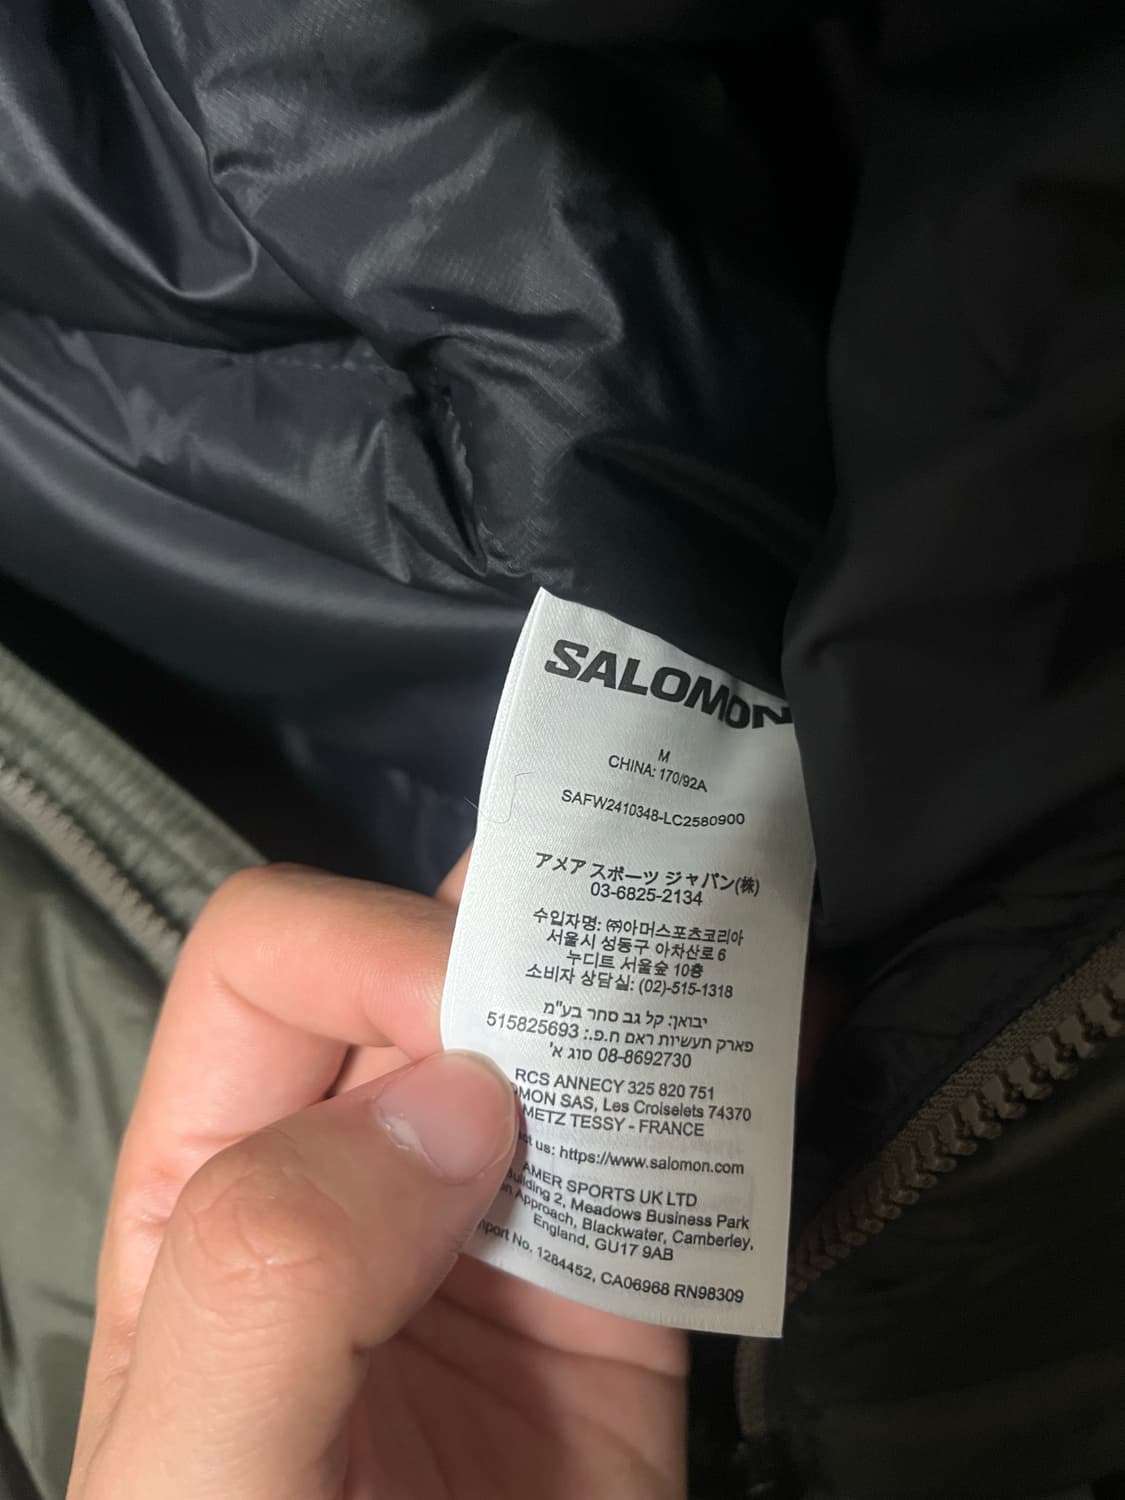 SALOMON
M
CHINA: 170/92A
SAFW2410348-LC2580900
アメア スポーツ ジャパン(株)
03-6825-2134
수입자명: ㈜아머스포츠코리아
서울시 성동구 아차산로 6
누디트 서울숲 10층
소비자 상담실: (02)-515-1318
יבואן: קל גב סחר בע"מ
פארק תעשיות ראם ח.פ.: 515825693
08-8692730 סוג א'
RCS ANNECY 325 820 751
SAS, Les Croiselets 74370
METZ TESSY - FRANCE
us: https://www.salomon.com
AMER SPORTS UK LTD
Building 2, Meadows Business Park
Approach, Blackwater, Camberley,
England, GU17 9AB
No. 1284452, CA06968 RN98309